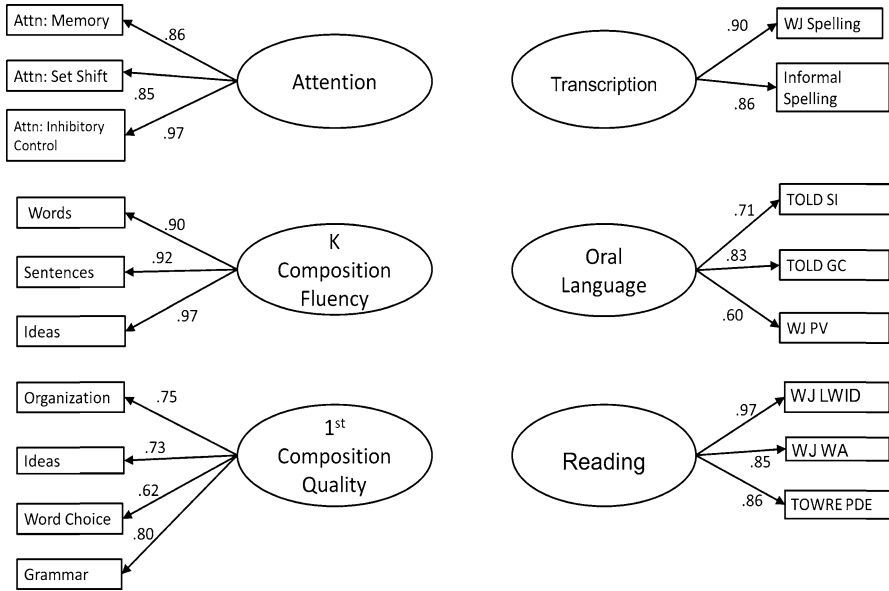 Attn: Memory
.86
Attn: Set Shift
.85
Attn: Inhibitory
Control
.97
Attention
WJ Spelling
.90
Informal
Spelling
.86
Transcription
Words
.90
Sentences
.92
Ideas
.97
K
Composition
Fluency
TOLD SI
.71
TOLD GC
.83
WJ PV
.60
Oral
Language
Organization
.75
Ideas
.73
Word Choice
.62
Grammar
.80
1st
Composition
Quality
WJ LWID
.97
WJ WA
.85
TOWRE PDE
.86
Reading